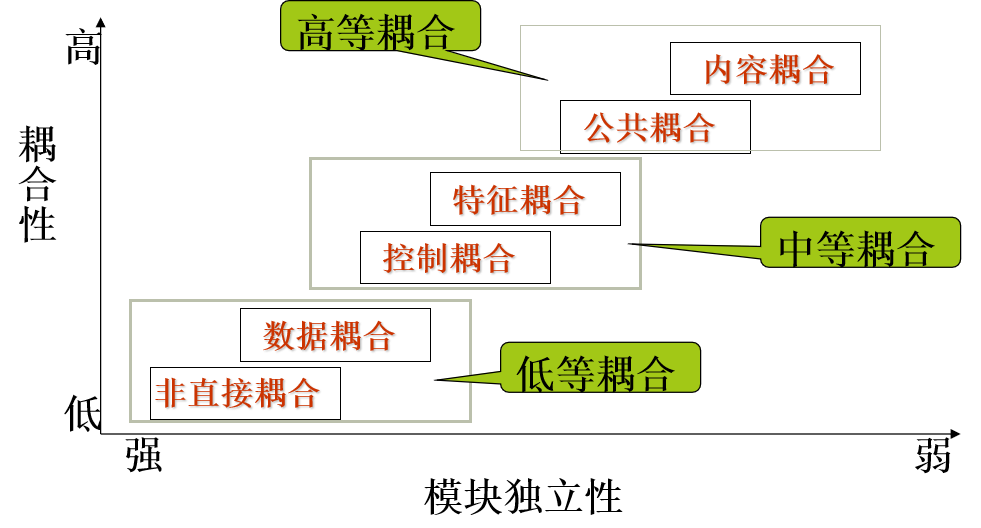 高等耦合
高
内容耦合
公共耦合
耦合性
特征耦合
控制耦合
中等耦合
数据耦合
低等耦合
非直接耦合
低
强
弱
模块独立性